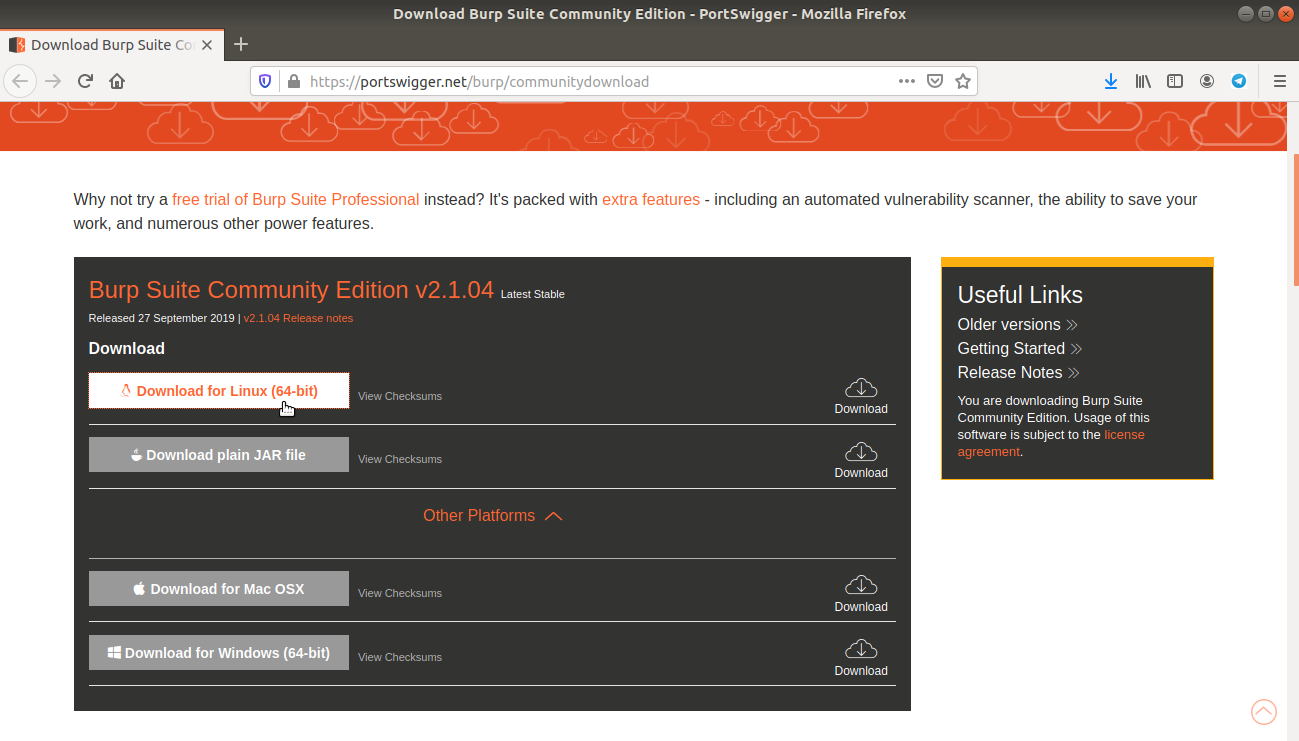 Download Burp Suite Community Edition - PortSwigger - Mozilla Firefox
Download Burp Suite Co
https://portswigger.net/burp/communitydownload
Why not try a free trial of Burp Suite Professional instead? It's packed with extra features - including an automated vulnerability scanner, the ability to save your
work, and numerous other power features.
Burp Suite Community Edition v2.1.04 Latest Stable
Released 27 September 2019 | v2.1.04 Release notes
Download
Download for Linux (64-bit)
View Checksums
Download
Download plain JAR file
View Checksums
Download
Other Platforms
Download for Mac OSX
View Checksums
Download
Download for Windows (64-bit)
View Checksums
Download
Useful Links
Older versions
Getting Started
Release Notes
You are downloading Burp Suite
Community Edition. Usage of this
software is subject to the license
agreement.